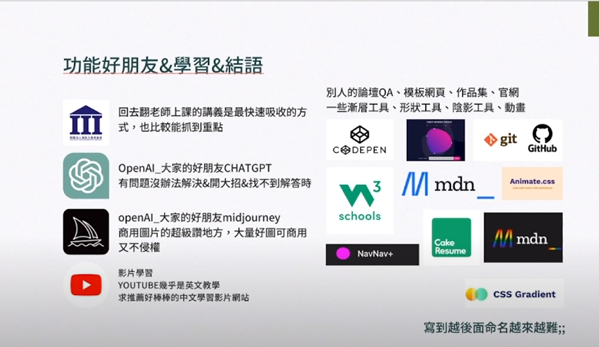 功能好朋友&學習&結語
回去翻老師上課的講義是最快速吸收的方
式，也比較能抓到重點
OpenAI_大家的好朋友CHATGPT
有問題沒辦法解決&開大招&找不到解答時
openAI_大家的好朋友midjourney
商用圖片的超級讚地方，大量好圖可商用
又不侵權
影片學習
YOUTUBE幾乎是英文教學
求推薦好棒棒的中文學習影片網站
別人的論壇QA、模板網頁、作品集、官網
一些漸層工具、形狀工具、陰影工具、動畫
CODEPEN
git
GitHub
W3
schools
mdn_
Animate.css
NavNav+
Cake
Resume
mdn_
CSS Gradient
寫到越後面命名越來越難;;